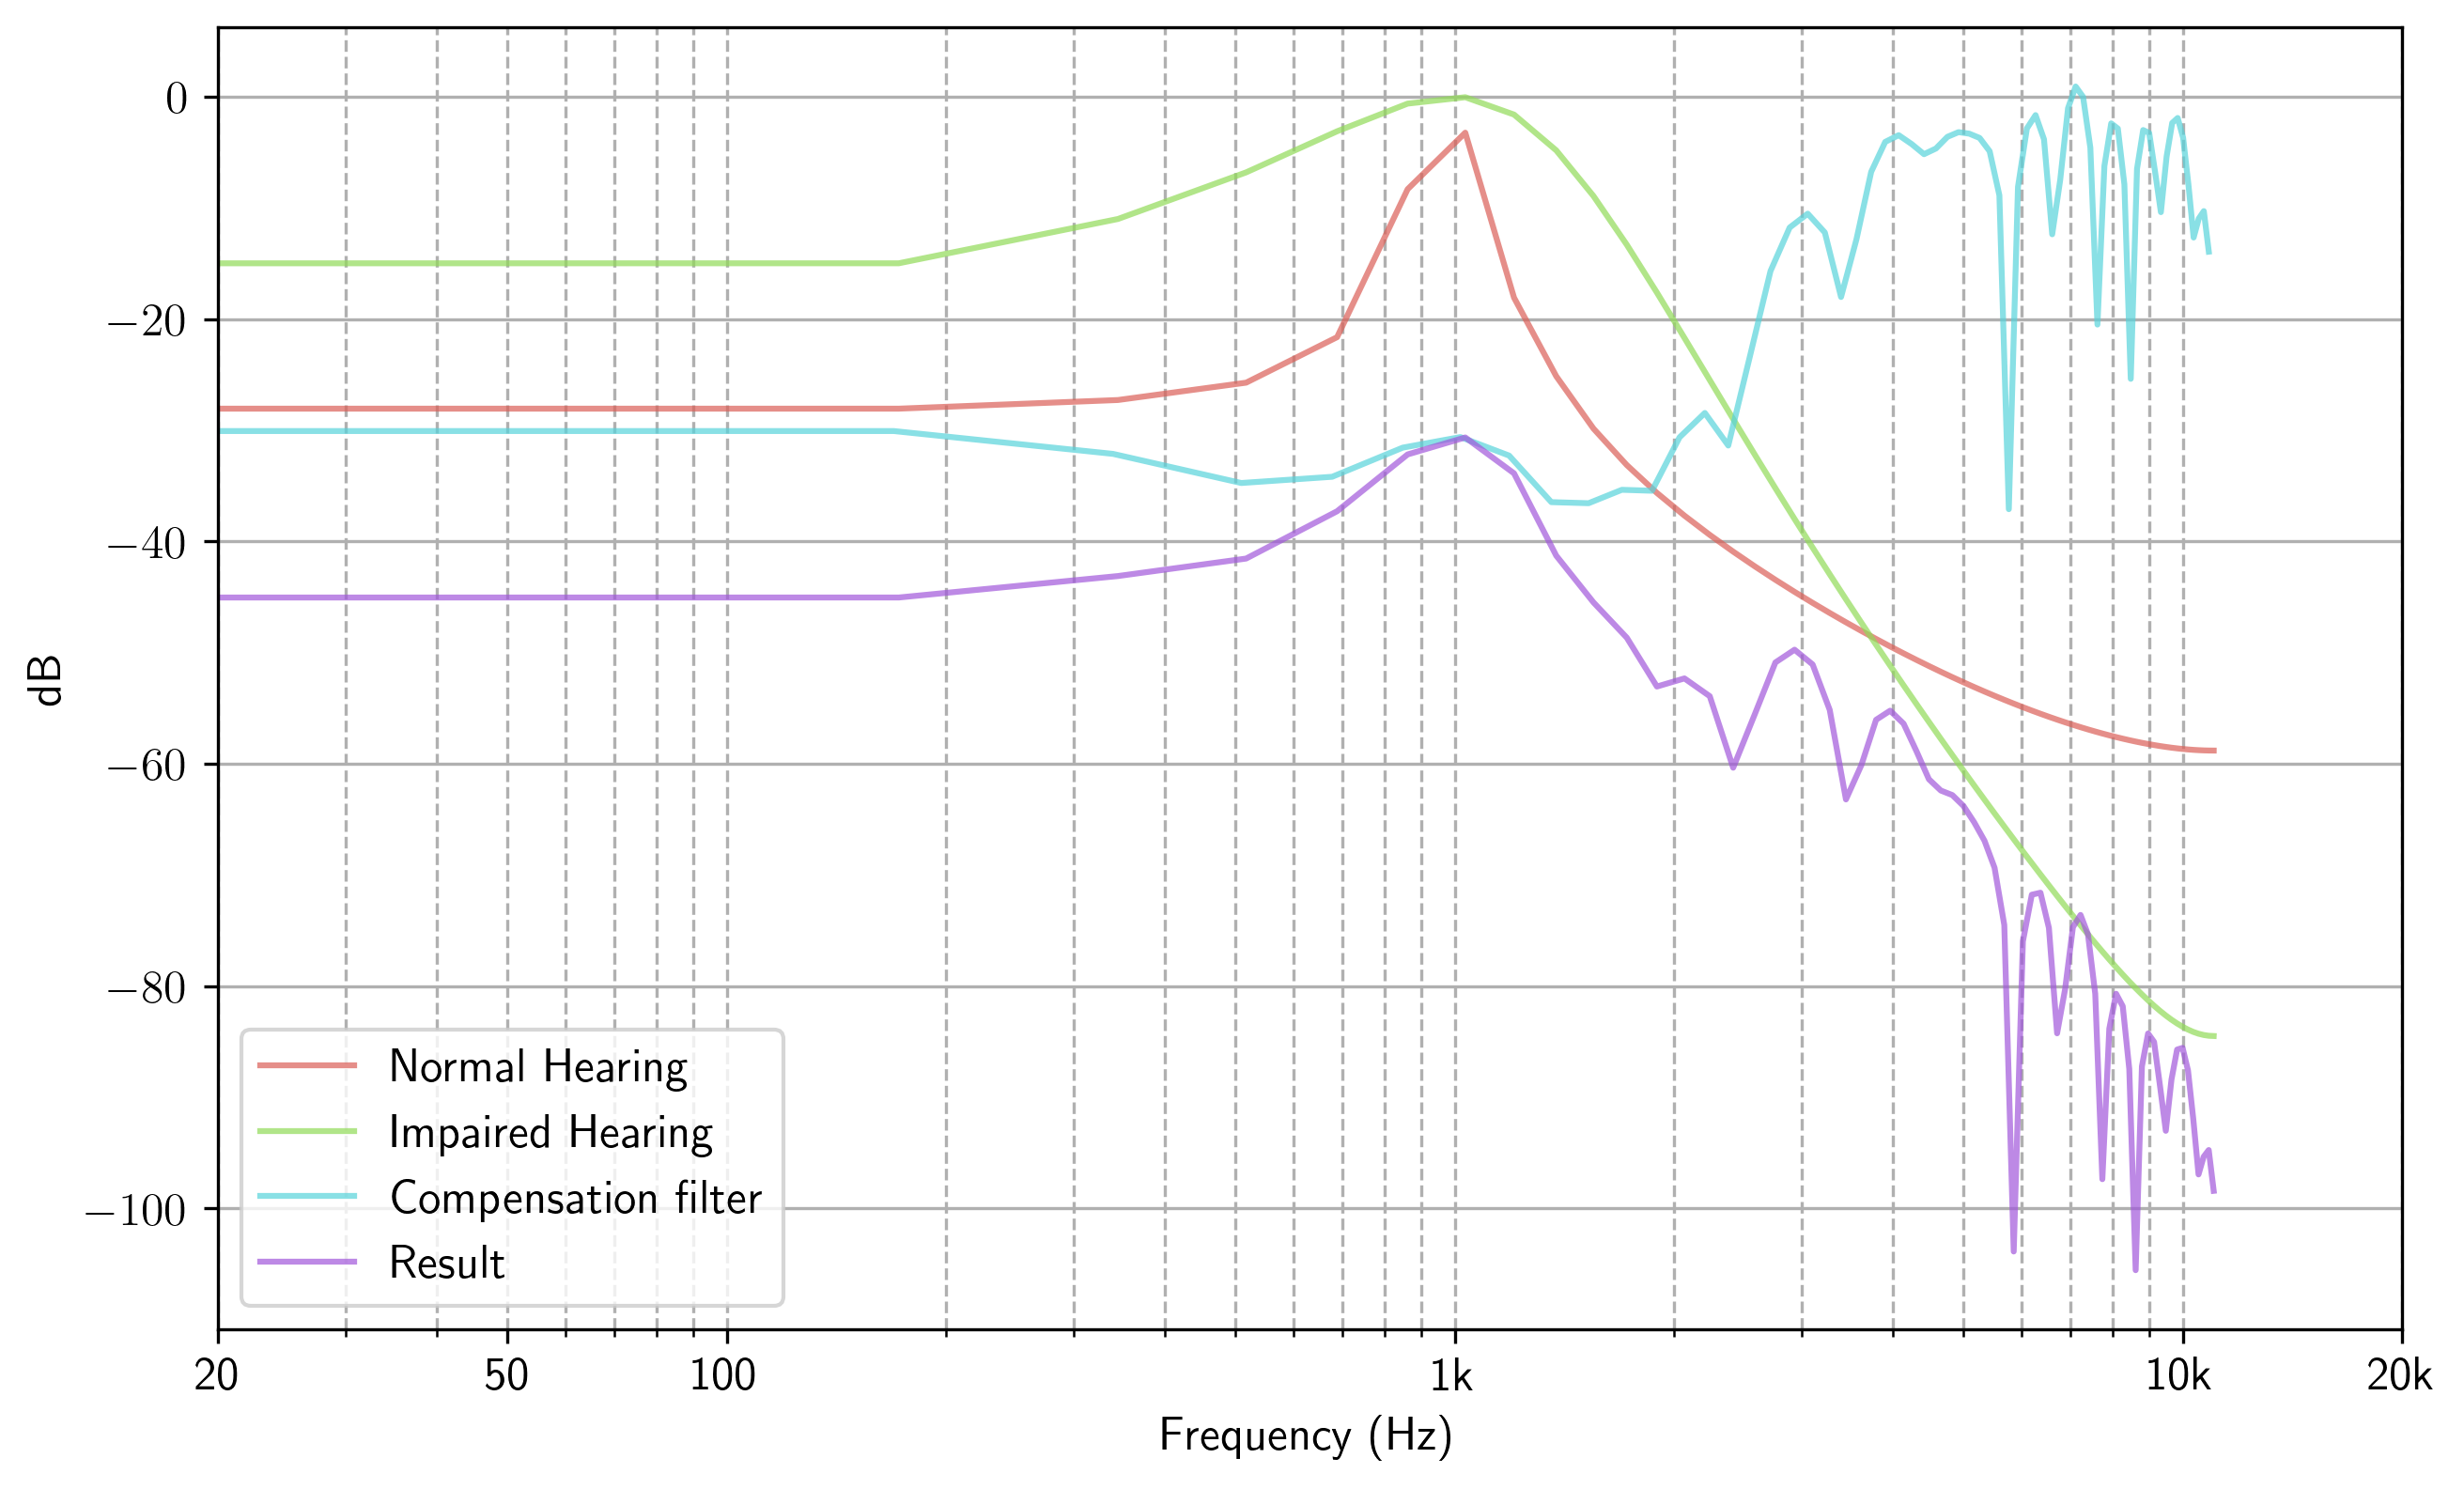 0
−20
−40
−60
−80
−100
dB
Normal Hearing
Impaired Hearing
Compensation filter
Result
20 50 100 1k 10k 20k
Frequency (Hz)